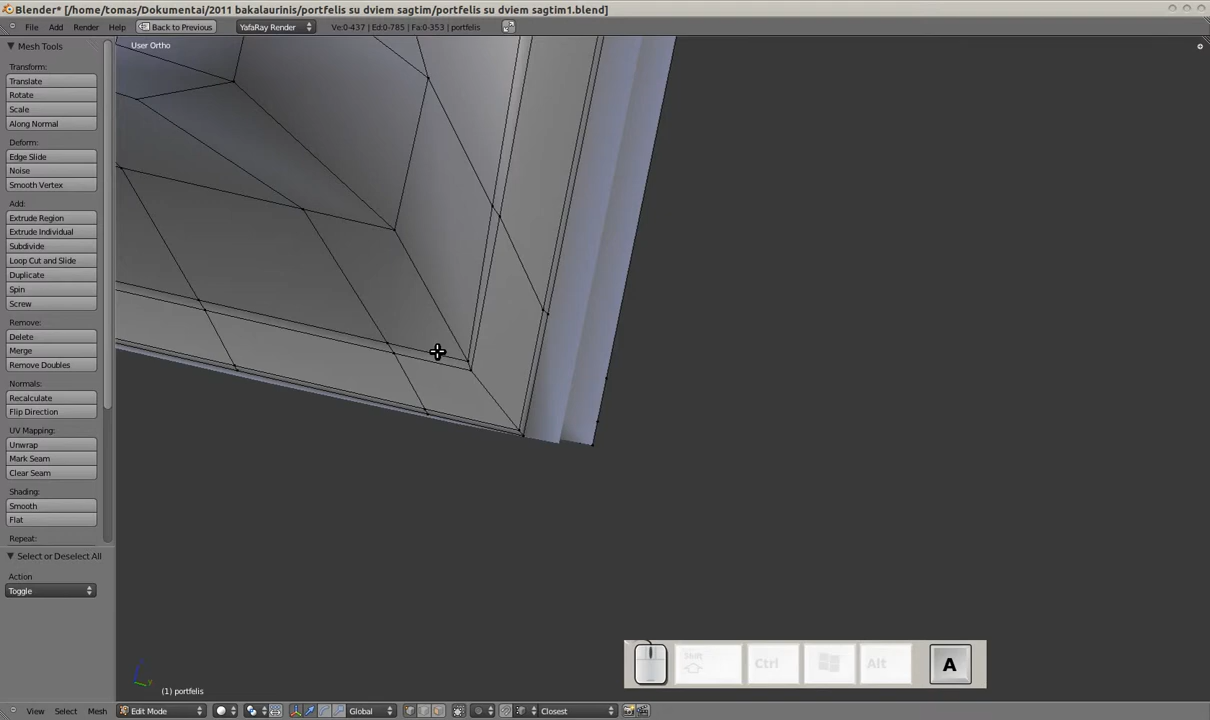 Blender* [/home/tomas/Dokumentai/2011 bakalaurinis/portfelis su dviem sagtim/portfelis su dviem sagtim1.blend]
File Add Render Help Back to Previous YafaRay Render Ve:0-437 | Ed:0-785 | Fa:0-353 | portfelis
Mesh Tools
User Ortho
Transform:
Translate
Rotate
Scale
Along Normal
Deform:
Edge Slide
Noise
Smooth Vertex
Add:
Extrude Region
Extrude Individual
Subdivide
Loop Cut and Slide
Duplicate
Spin
Screw
Remove:
Delete
Merge
Remove Doubles
Normals:
Recalculate
Flip Direction
UV Mapping:
Unwrap
Mark Seam
Clear Seam
Shading:
Smooth
Flat
Repeat:
Select or Deselect All
Action
Toggle
Shift
Ctrl
Alt
A
z
y
(1) portfelis
View Select Mesh Edit Mode Global Closest